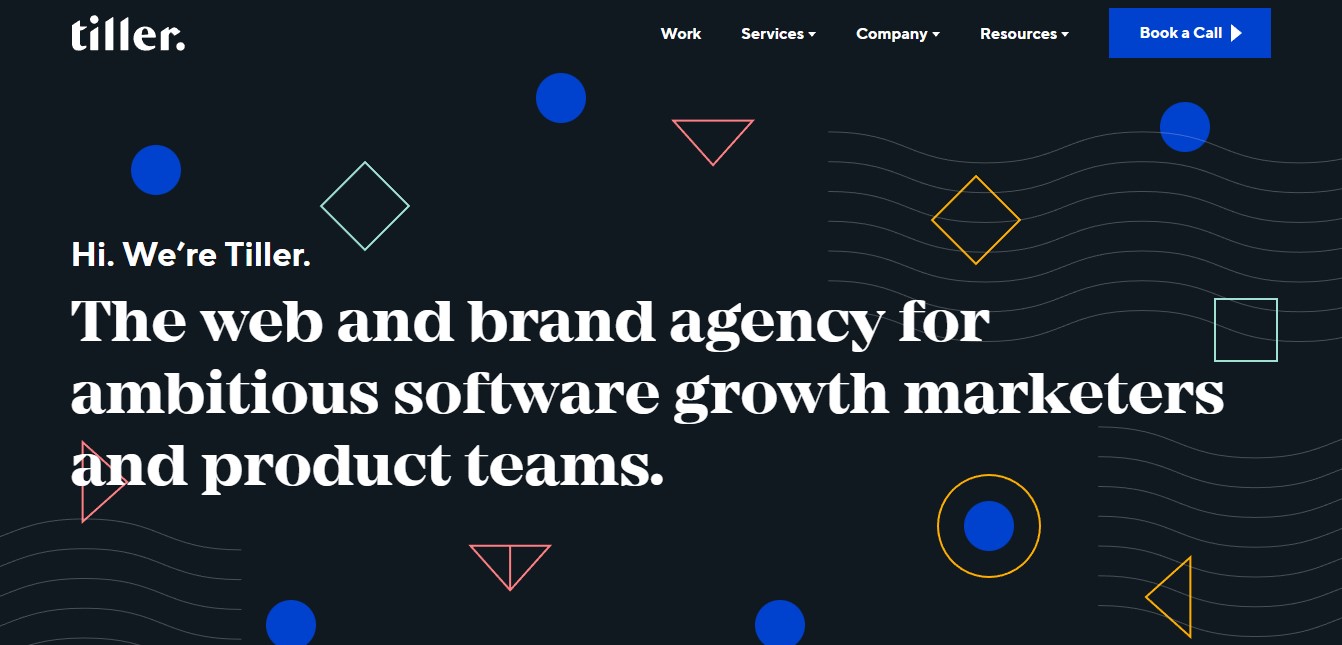 tiller.
Work Services Company Resources Book a Call
Hi. We’re Tiller.
The web and brand agency for
ambitious software growth marketers
and product teams.